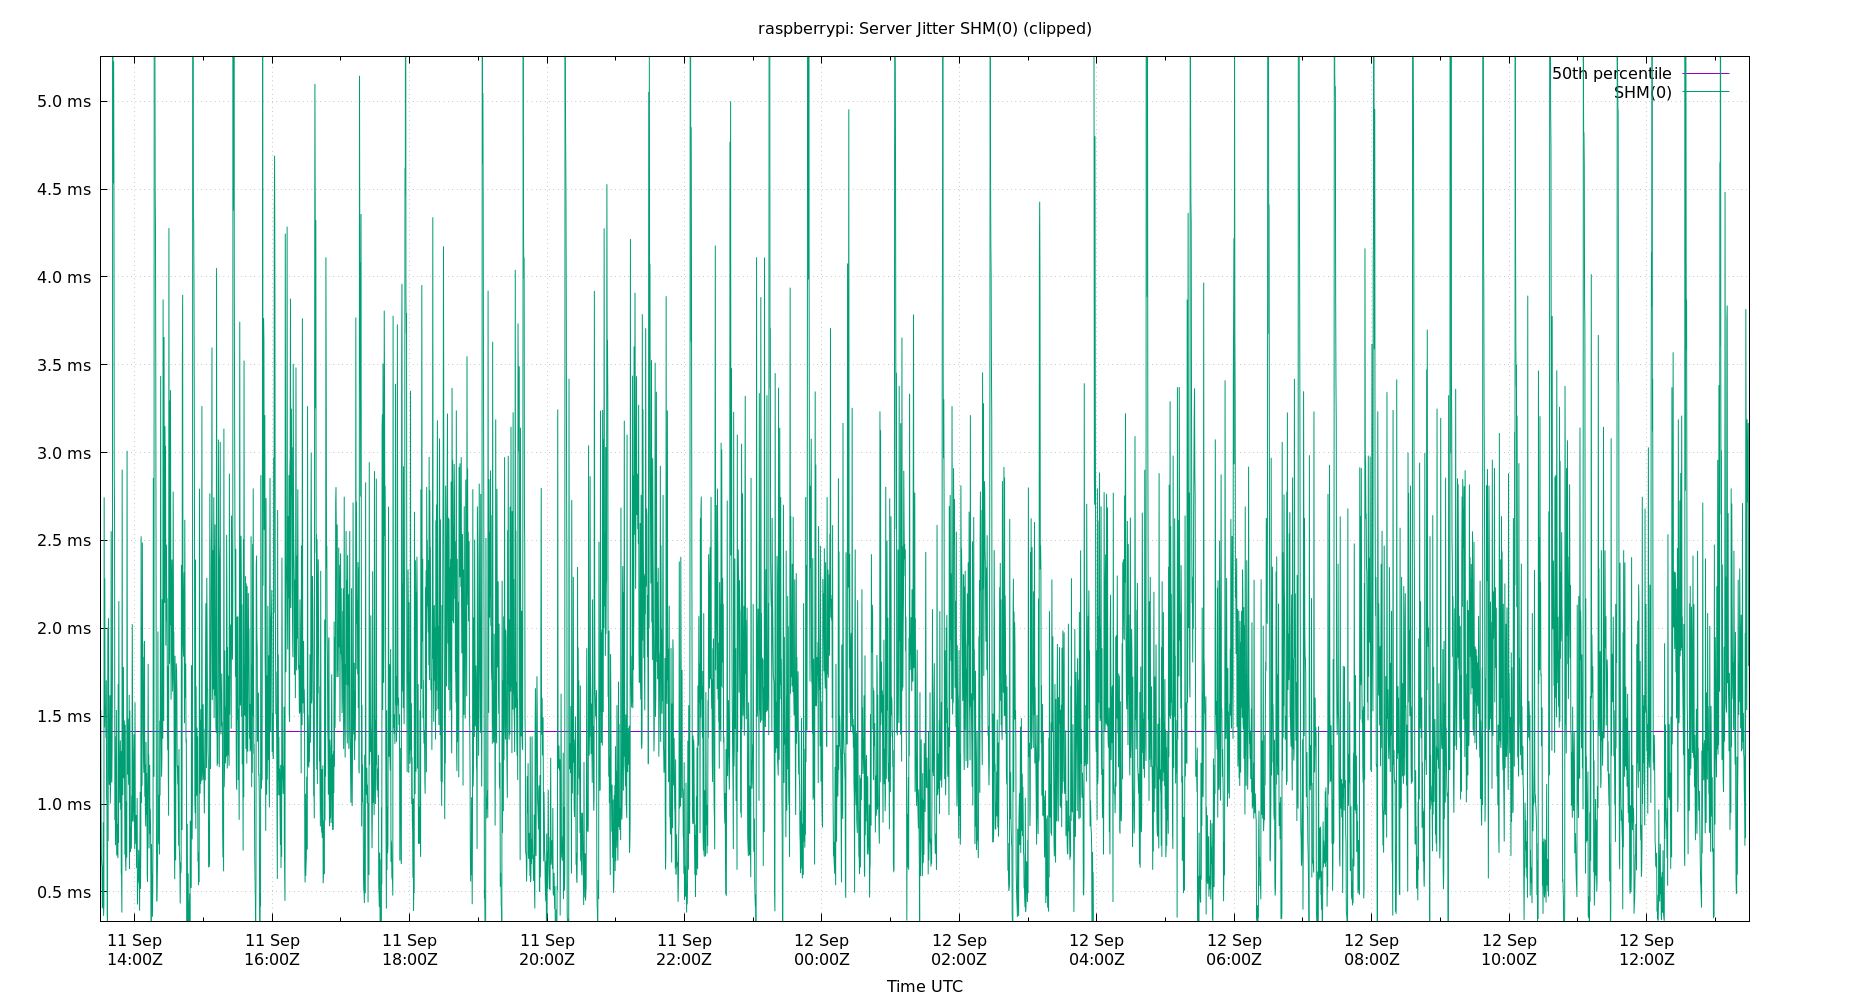 raspberrypi: Server Jitter SHM(0) (clipped)
50th percentile
SHM(0)
5.0 ms
4.5 ms
4.0 ms
3.5 ms
3.0 ms
2.5 ms
2.0 ms
1.5 ms
1.0 ms
0.5 ms
11 Sep 11 Sep 11 Sep 11 Sep 11 Sep 12 Sep 12 Sep 12 Sep 12 Sep 12 Sep 12 Sep 12 Sep
14:00Z 16:00Z 18:00Z 20:00Z 22:00Z 00:00Z 02:00Z 04:00Z 06:00Z 08:00Z 10:00Z 12:00Z
Time UTC